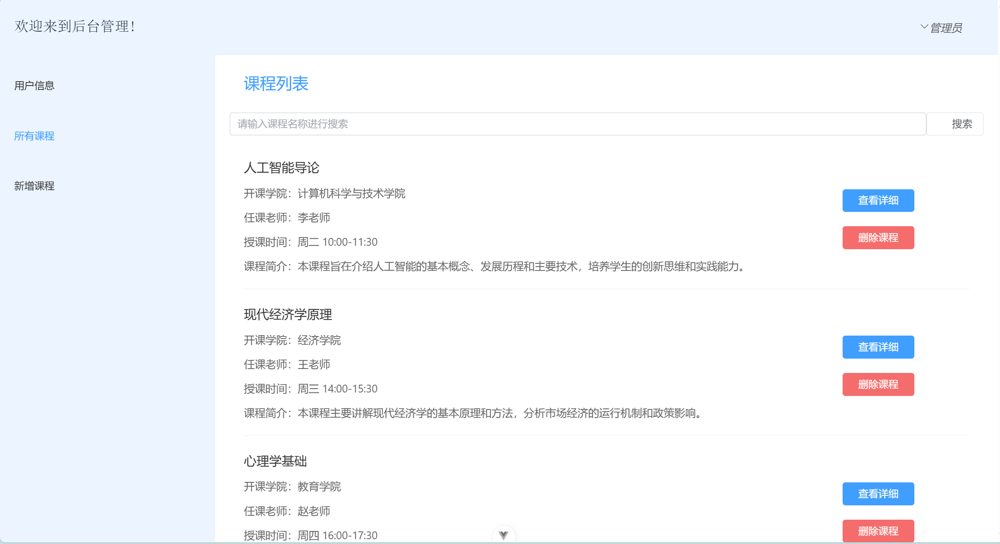 欢迎来到后台管理！
管理员
用户信息
所有课程
新增课程
课程列表
请输入课程名称进行搜索
搜索
人工智能导论
开课学院：计算机科学与技术学院
任课老师：李老师
授课时间：周二 10:00-11:30
课程简介：本课程旨在介绍人工智能的基本概念、发展历程和主要技术，培养学生的创新思维和实践能力。
查看详细
删除课程
现代经济学原理
开课学院：经济学院
任课老师：王老师
授课时间：周三 14:00-15:30
课程简介：本课程主要讲解现代经济学的基本原理和方法，分析市场经济的运行机制和政策影响。
查看详细
删除课程
心理学基础
开课学院：教育学院
任课老师：赵老师
授课时间：周四 16:00-17:30
查看详细
删除课程